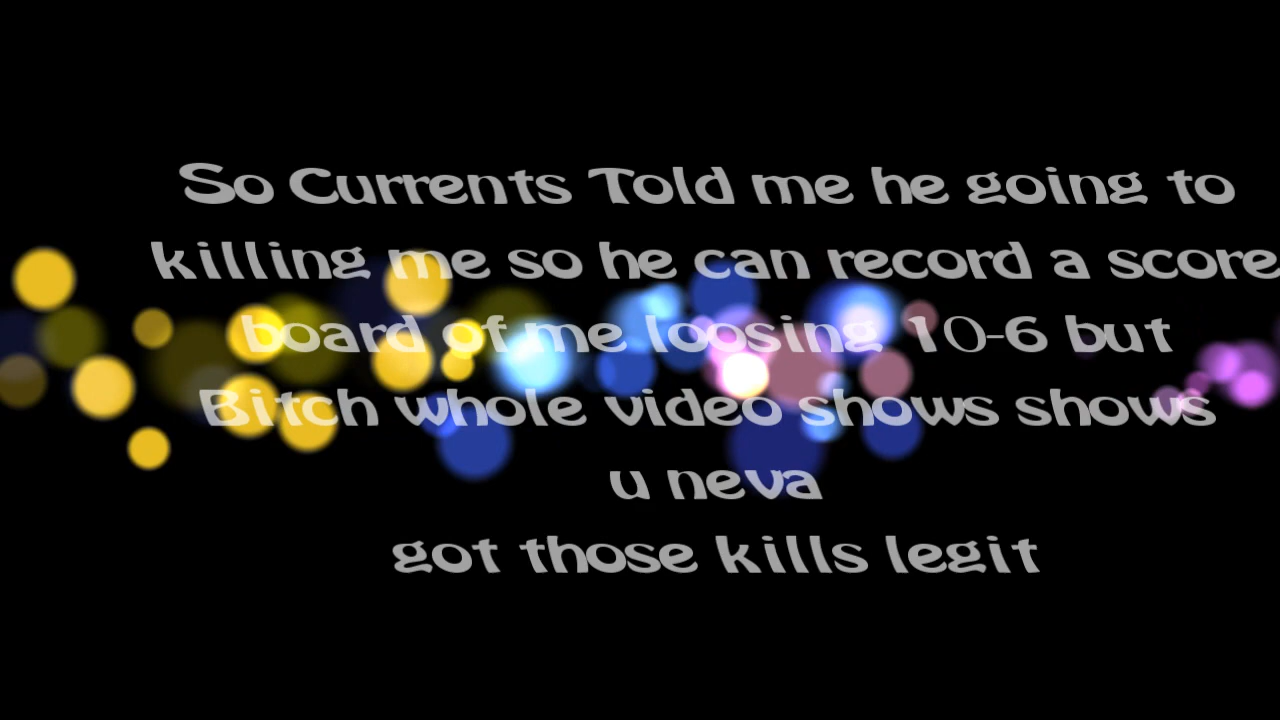 So Currents Told me he going to
killing me so he can record a score
board of me loosing 10-6 but
Bitch whole video shows shows
u neva
got those kills legit